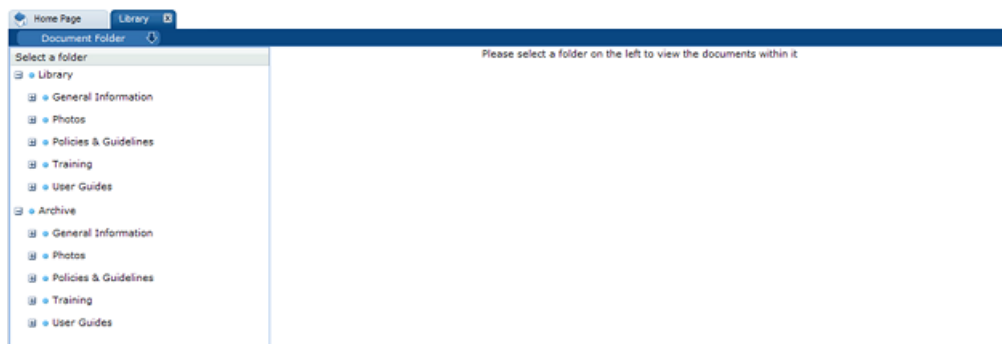 Home Page Library
Document Folder
Select a folder
Please select a folder on the left to view the documents within it
Library
General Information
Photos
Policies & Guidelines
Training
User Guides
Archive
General Information
Photos
Policies & Guidelines
Training
User Guides